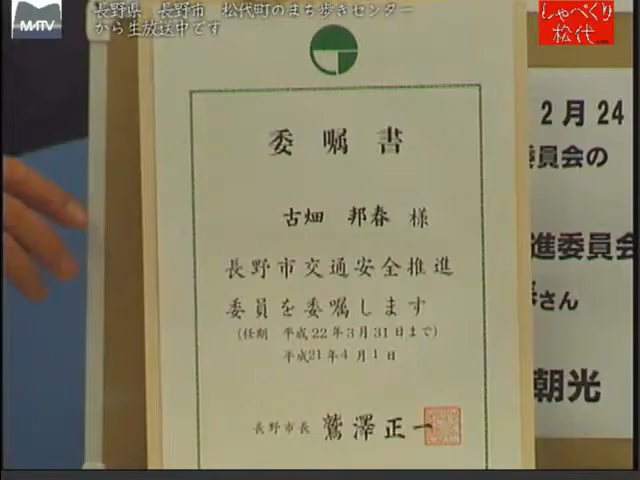 MATV
長野県　長野市　松代町のまち歩きセンター
から生放送中です
しゃべくり
松代
委嘱書
古畑　邦春　様
長野市交通安全推進
委員を委嘱します
(任期　平成22年3月31日まで)
平成21年4月1日
長野市長　鷲澤正一
2月24
委員会の
進委員会
さん
朝光